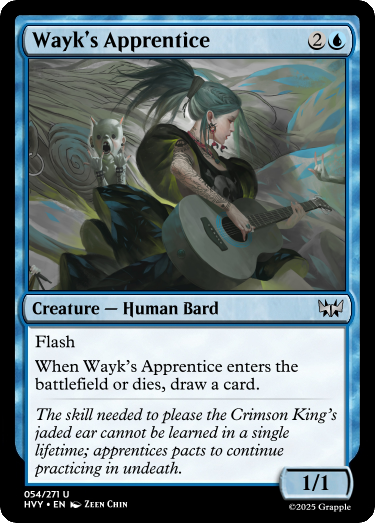 Wayk's Apprentice 2
Creature — Human Bard
Flash
When Wayk's Apprentice enters the
battlefield or dies, draw a card.
The skill needed to please the Crimson King's
jaded ear cannot be learned in a single
lifetime; apprentices pacts to continue
practicing in undeath.
1/1
054/271 U
HVY • EN Zeen Chin
©2025 Grapple